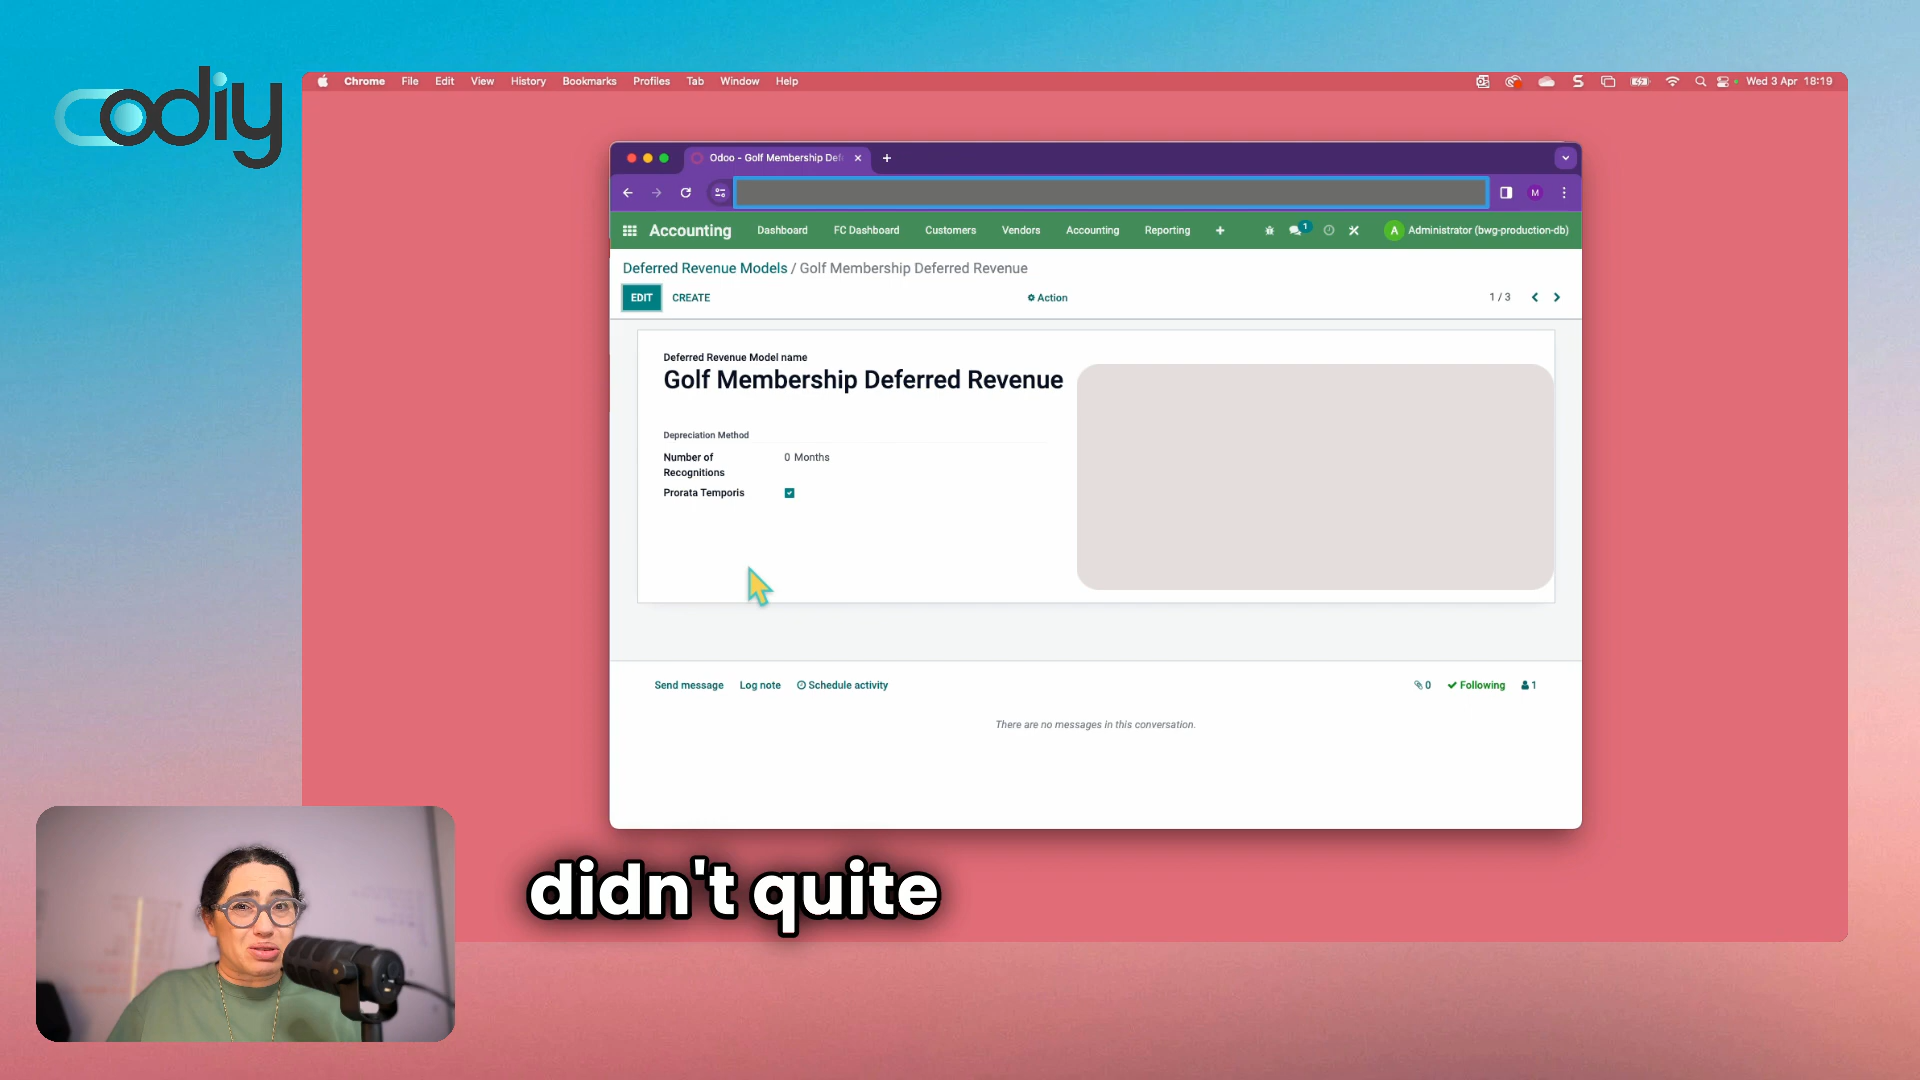 odiy
Chrome File Edit View History Bookmarks Profiles Tab Window Help
Wed 3 Apr 18:19
Odoo - Golf Membership Def
M
Accounting Dashboard FC Dashboard Customers Vendors Accounting Reporting
1
A Administrator (bwg-production-db)
Deferred Revenue Models / Golf Membership Deferred Revenue
EDIT CREATE Action 1 / 3
Deferred Revenue Model name
Golf Membership Deferred Revenue
Depreciation Method
Number of Recognitions 0 Months
Prorata Temporis
Send message Log note Schedule activity 0 Following 1
There are no messages in this conversation.
didn't quite